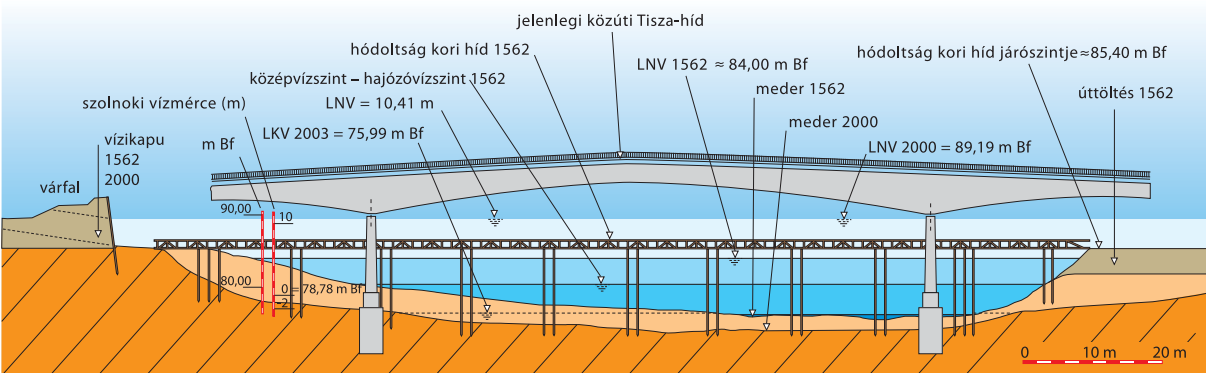 jelenlegi közúti Tisza-híd
hódoltság kori híd 1562
LNV 1562 ≈ 84,00 m Bf
hódoltság kori híd járószintje≈85,40 m Bf
középvízszint – hajózóvízszint 1562
meder 1562
úttöltés 1562
szolnoki vízmérce (m)
LNV = 10,41 m
meder 2000
vízikapu
1562
2000
m Bf
LKV 2003 = 75,99 m Bf
LNV 2000 = 89,19 m Bf
várfal
90,00
10
80,00
0 = 78,78 m Bf
-2
0 10 m 20 m